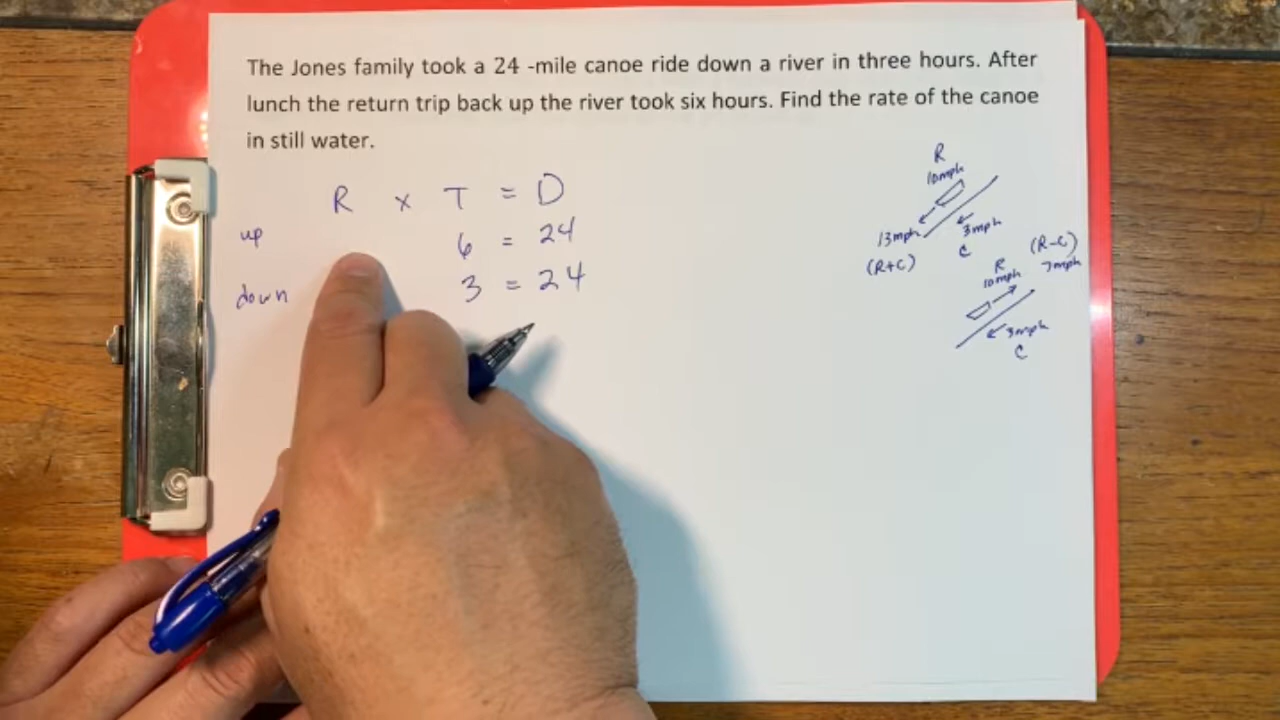 The Jones family took a 24 -mile canoe ride down a river in three hours. After
lunch the return trip back up the river took six hours. Find the rate of the canoe
in still water.
R x T = D
up 6 = 24
down 3 = 24
R
10mph
13mph 3mph
(R+C) C
(R-C)
R 7mph
10mph
3mph
C